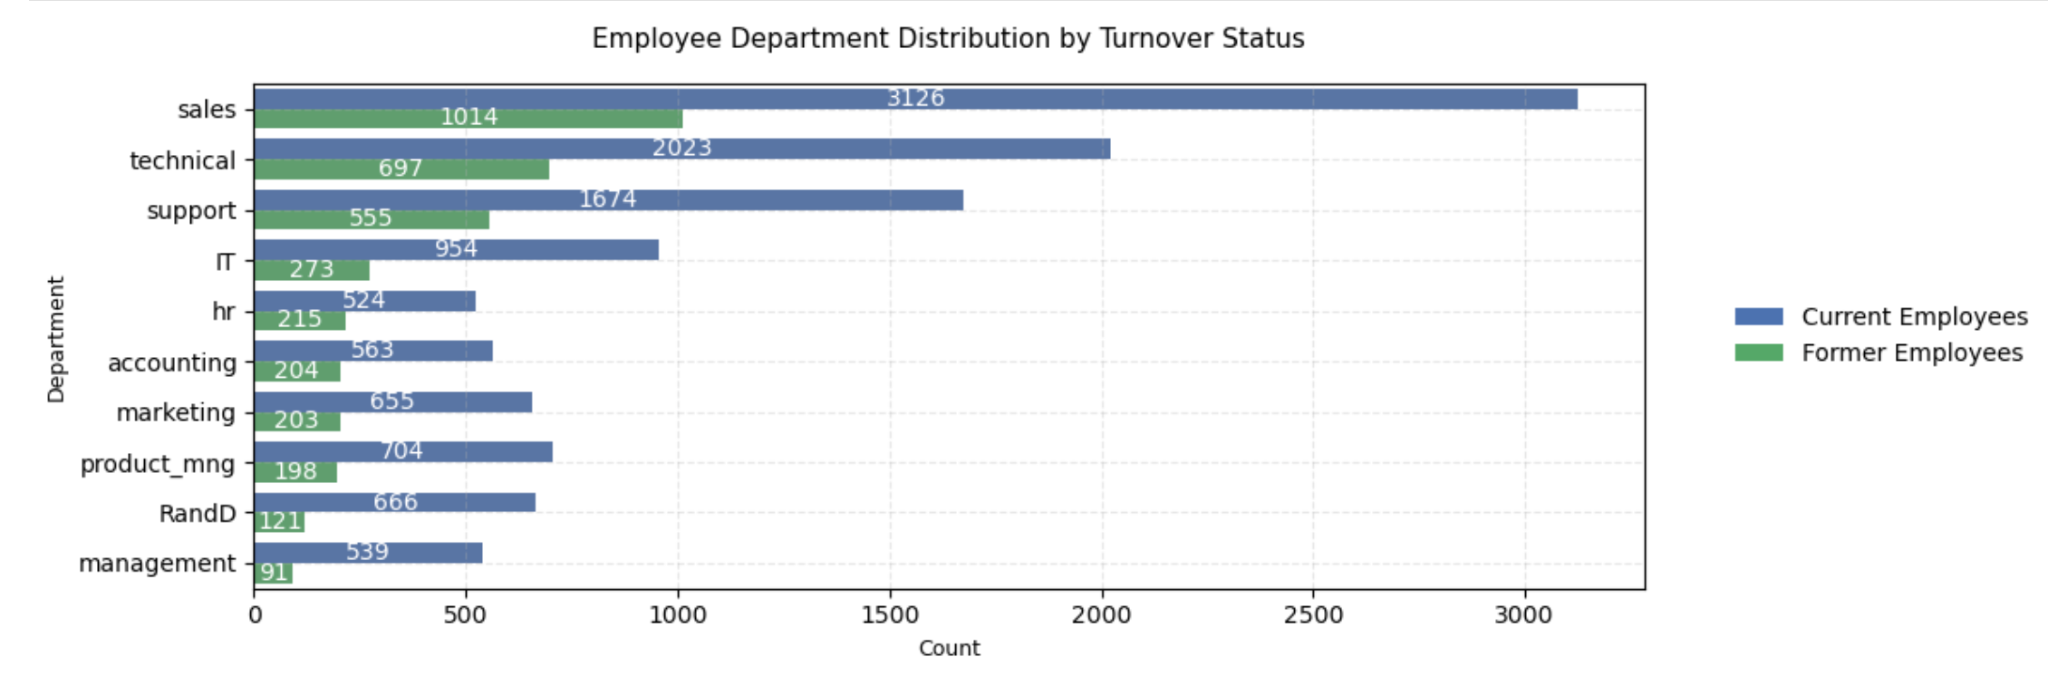 Employee Department Distribution by Turnover Status
Department
sales
3126
1014
technical
2023
697
support
1674
555
IT
954
273
hr
524
215
accounting
563
204
marketing
655
203
product_mng
704
198
RandD
666
121
management
539
91
0 500 1000 1500 2000 2500 3000
Count
Current Employees
Former Employees